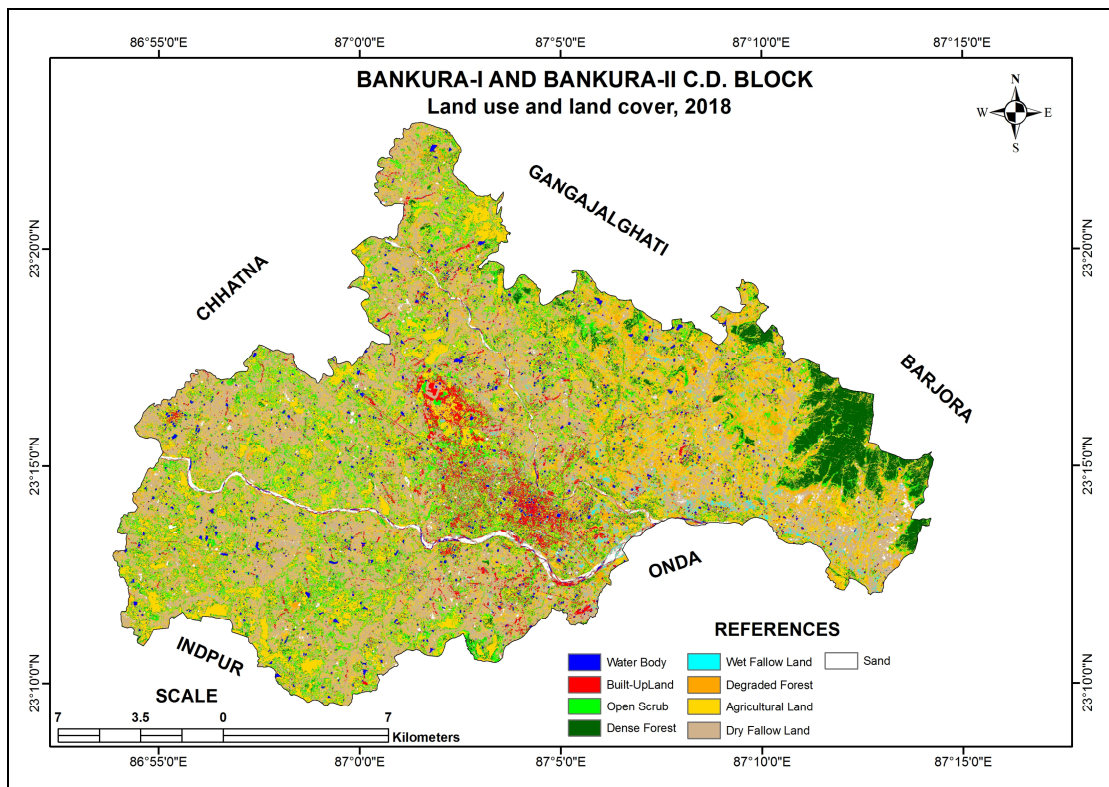 86°55'0"E 87°0'0"E 87°5'0"E 87°10'0"E 87°15'0"E
BANKURA-I AND BANKURA-II C.D. BLOCK
Land use and land cover, 2018
N
W E
S
GANGAJALGHATI
CHHATNA
BARJORA
ONDA
INDPUR
23°20'0"N 23°20'0"N
23°15'0"N 23°15'0"N
23°10'0"N 23°10'0"N
REFERENCES
Water Body Wet Fallow Land Sand
Built-UpLand Degraded Forest
Open Scrub Agricultural Land
Dense Forest Dry Fallow Land
SCALE
7 3.5 0 7
Kilometers
86°55'0"E 87°0'0"E 87°5'0"E 87°10'0"E 87°15'0"E